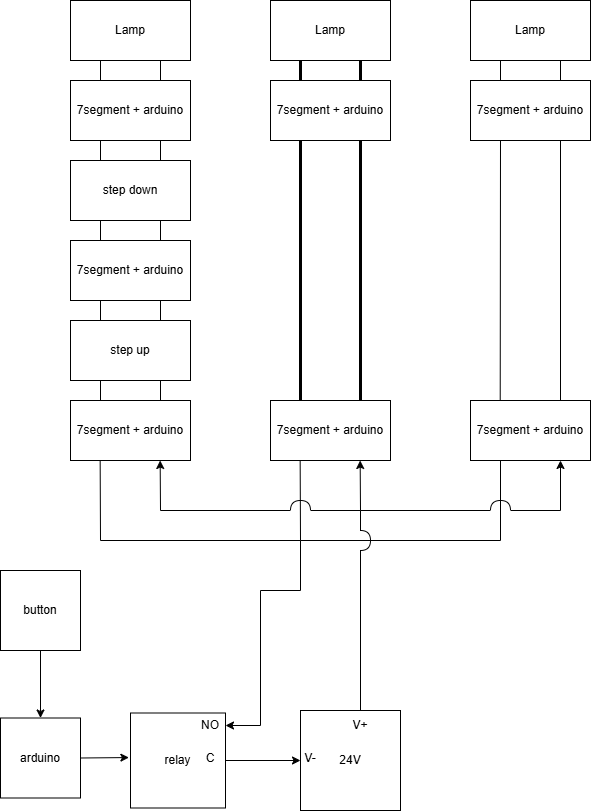 Lamp
Lamp
Lamp
7segment + arduino
7segment + arduino
7segment + arduino
step down
7segment + arduino
step up
7segment + arduino
7segment + arduino
7segment + arduino
button
NO
V+
arduino
relay
C
V-
24V